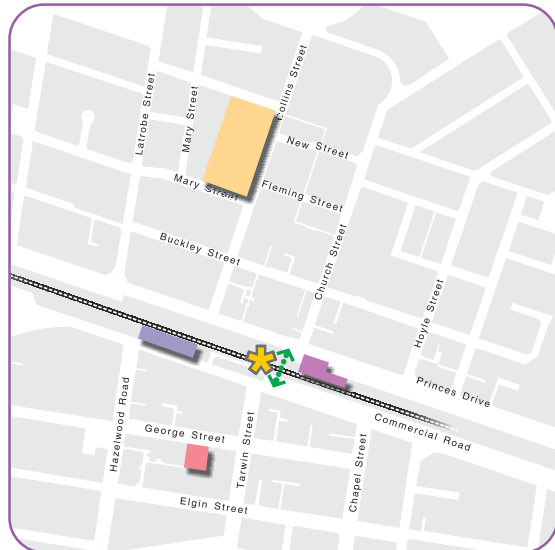 Collins Street
Latrobe Street
Mary Street
New Street
Mary Street
Fleming Street
Buckley Street
Church Street
Hoyle Street
Princes Drive
Commercial Road
Hazelwood Road
George Street
Tarwin Street
Chapel Street
Elgin Street